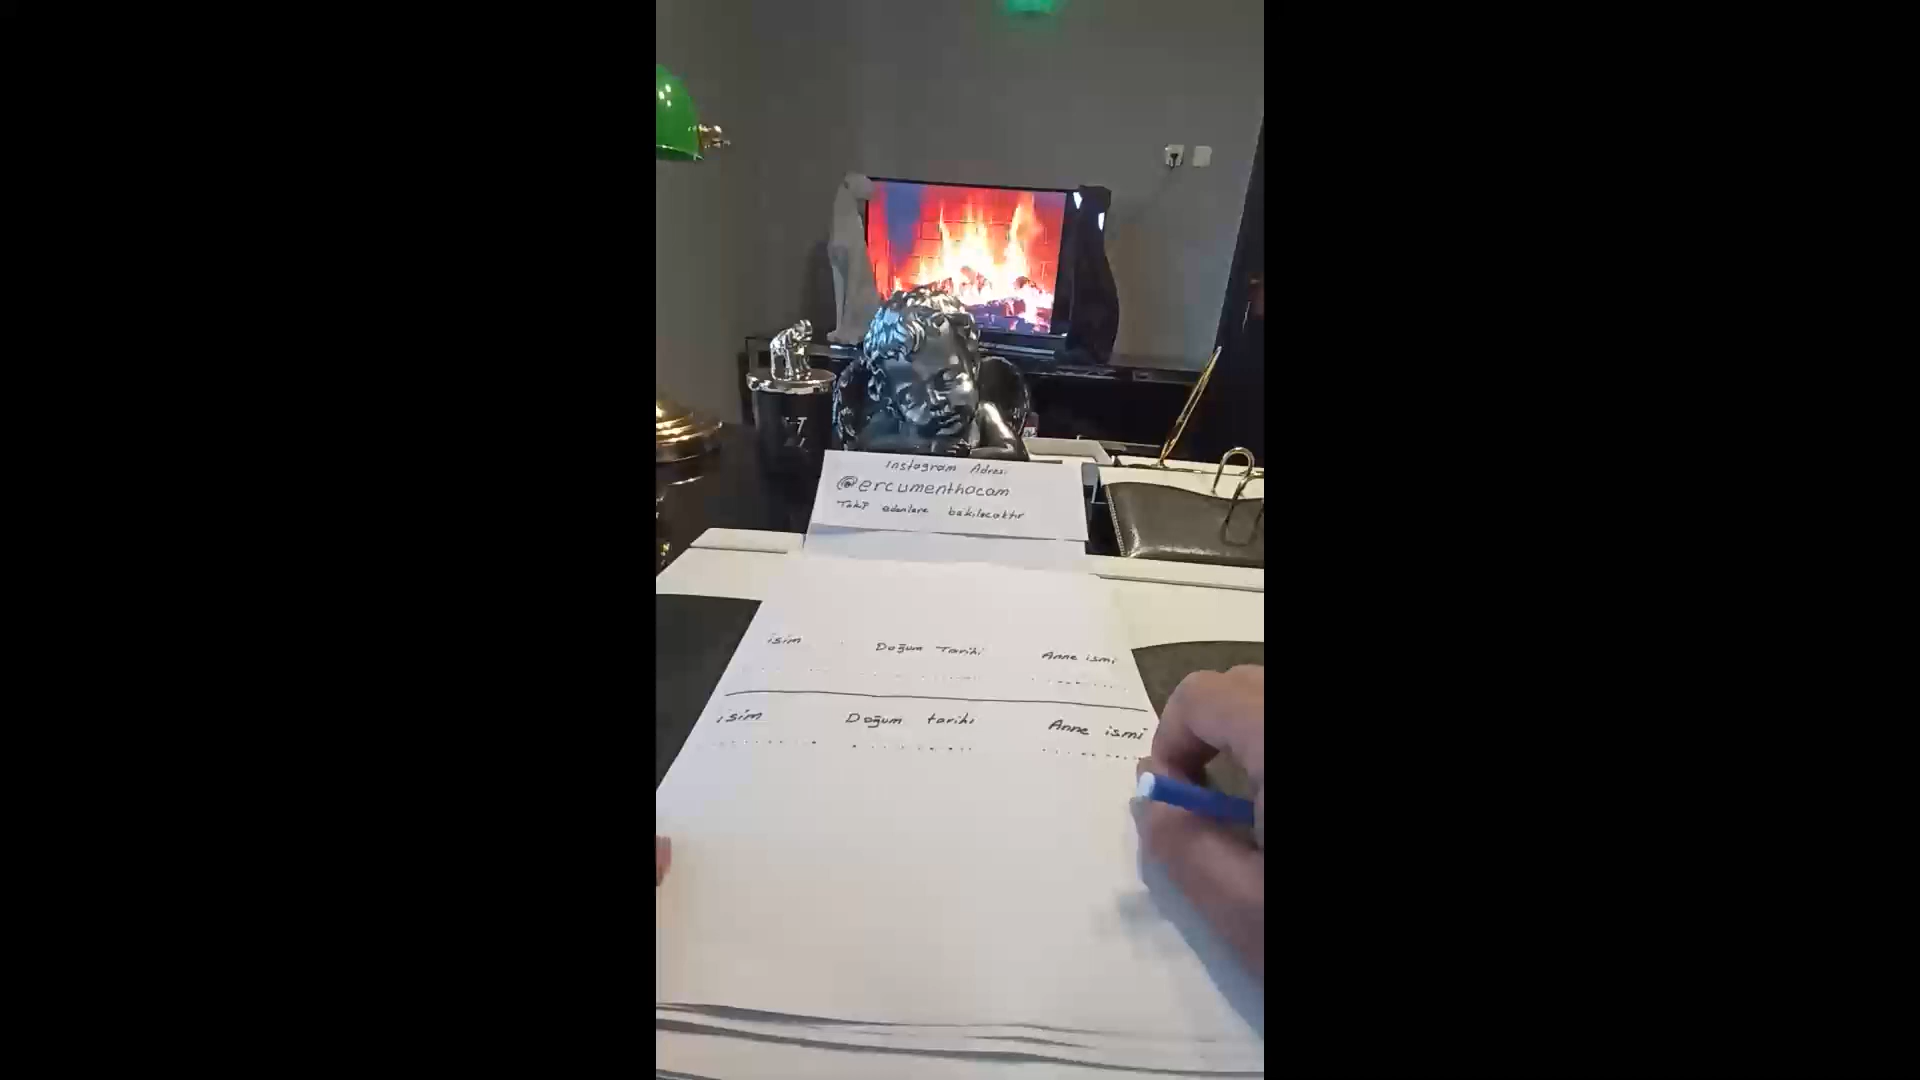 Instagram Adresi
@ercumenthocam
Takip edenlere bakılacaktır
isim Doğum Tarihi Anne ismi
isim Doğum tarihi Anne ismi